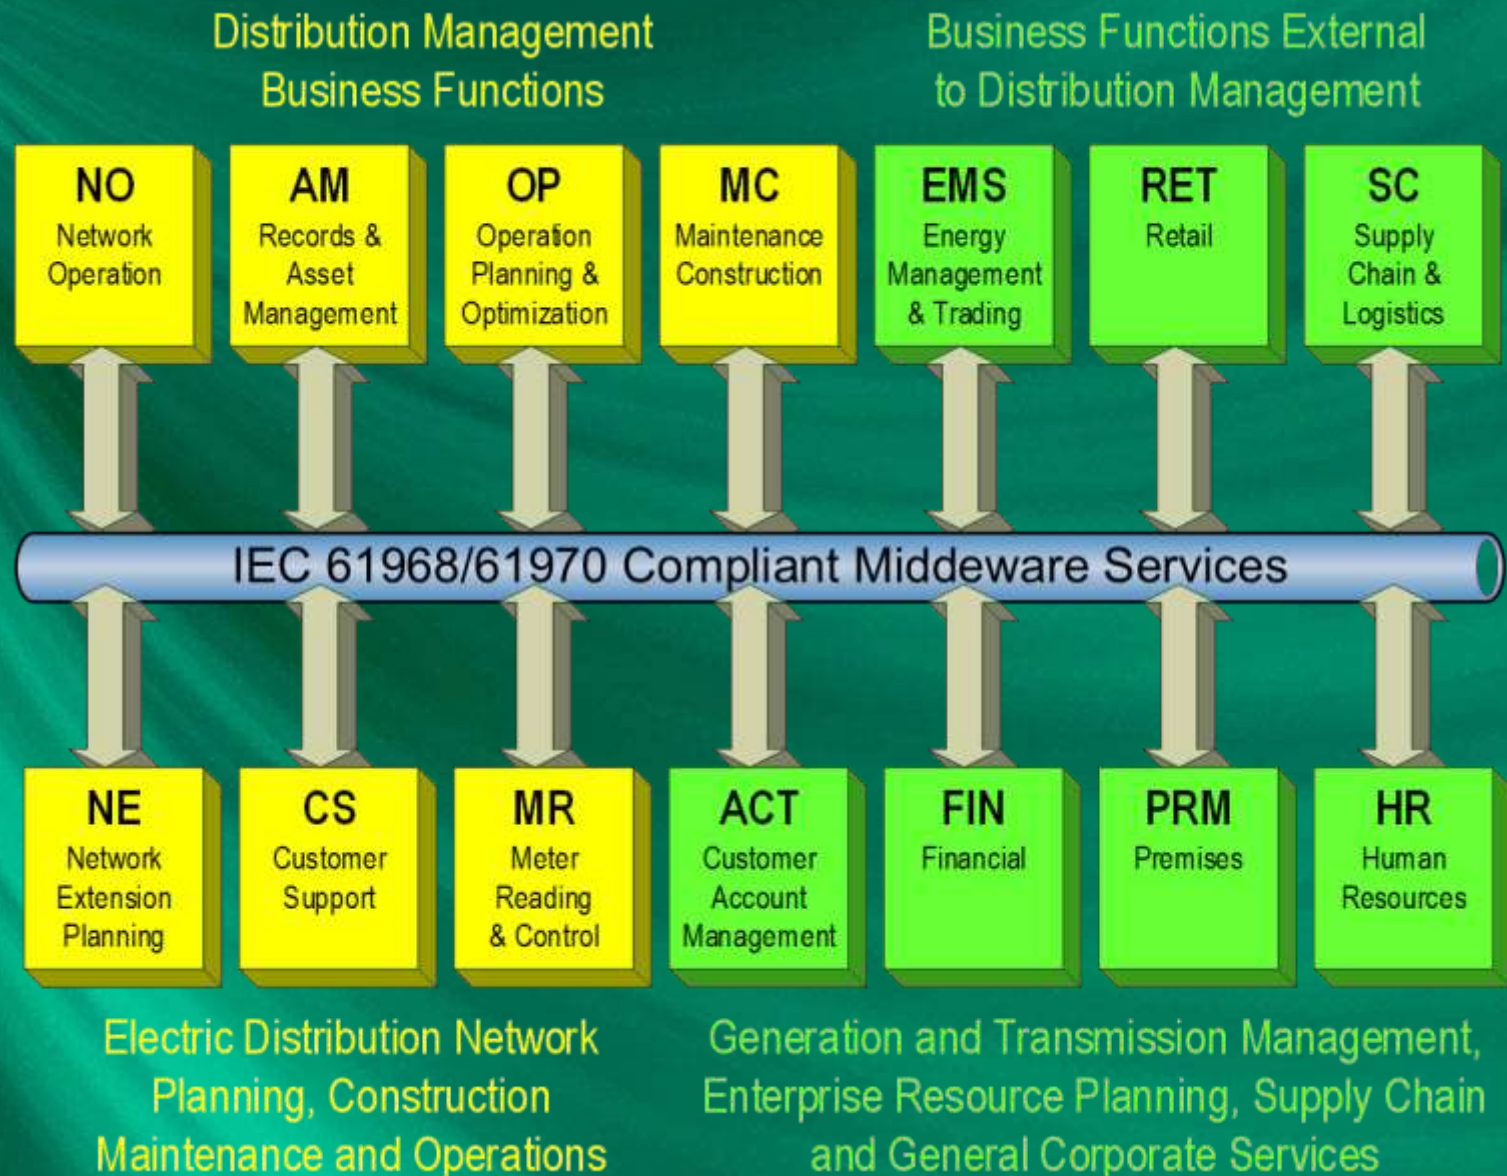 Distribution Management
Business Functions
Business Functions External
to Distribution Management
NO
Network
Operation
AM
Records &
Asset
Management
OP
Operation
Planning &
Optimization
MC
Maintenance
Construction
EMS
Energy
Management
& Trading
RET
Retail
SC
Supply
Chain &
Logistics
IEC 61968/61970 Compliant Middeware Services
NE
Network
Extension
Planning
CS
Customer
Support
MR
Meter
Reading
& Control
ACT
Customer
Account
Management
FIN
Financial
PRM
Premises
HR
Human
Resources
Electric Distribution Network
Planning, Construction
Maintenance and Operations
Generation and Transmission Management,
Enterprise Resource Planning, Supply Chain
and General Corporate Services